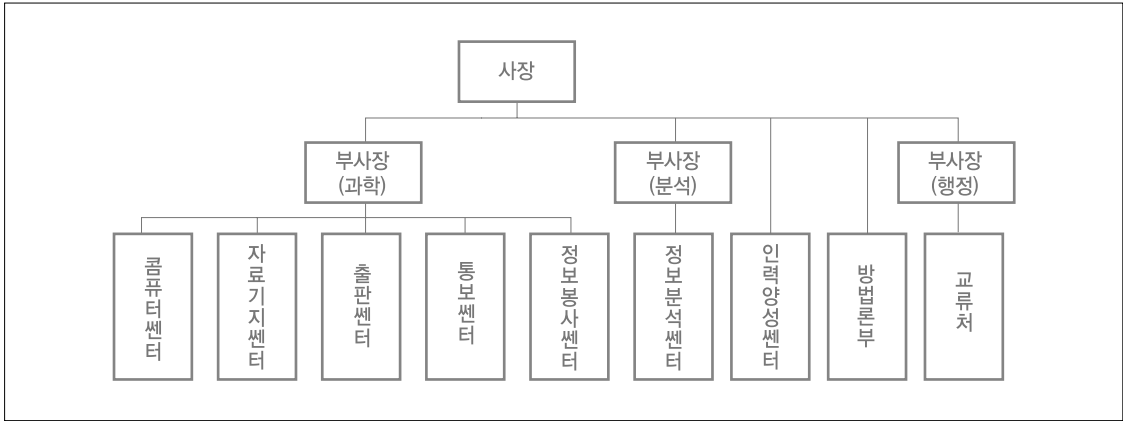 사장
부사장
(과학)
부사장
(분석)
부사장
(행정)
콤퓨터쎈터
자료기지쎈터
출판쎈터
통보쎈터
정보봉사쎈터
정보분석쎈터
인력양성쎈터
방법론부
교류처